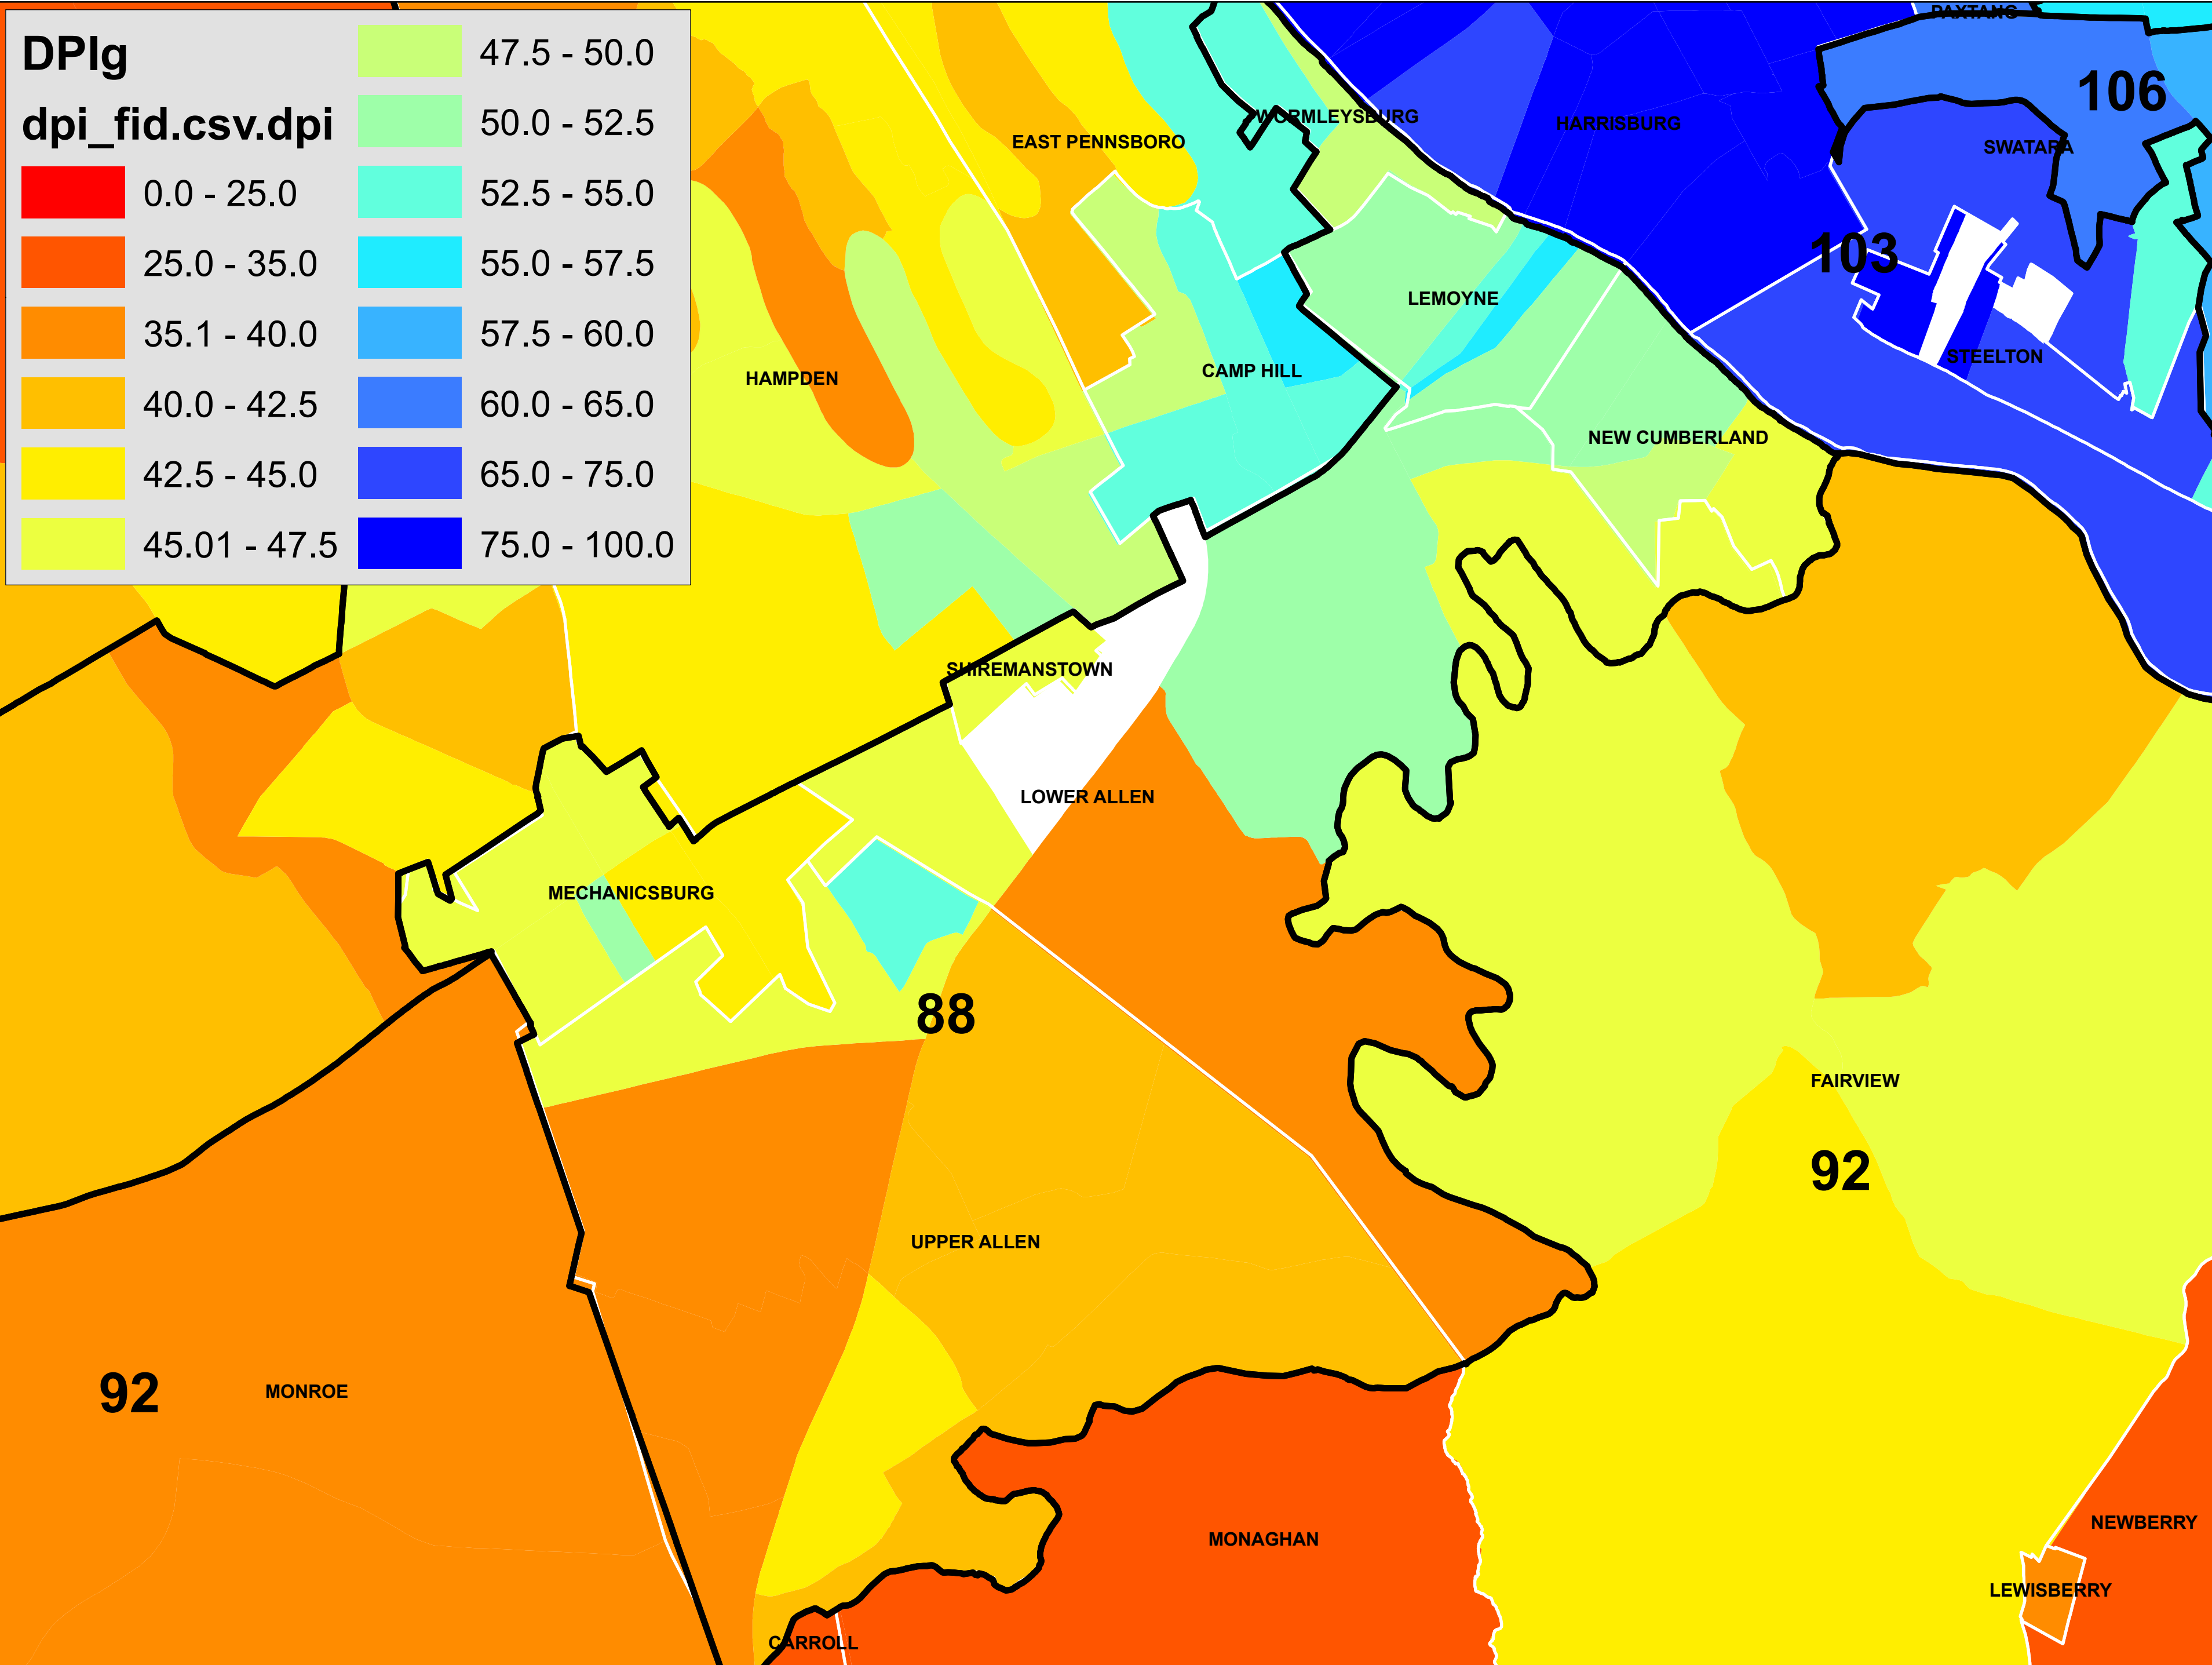 DPIg
dpi_fid.csv.dpi
0.0 - 25.0
25.0 - 35.0
35.1 - 40.0
40.0 - 42.5
42.5 - 45.0
45.01 - 47.5
47.5 - 50.0
50.0 - 52.5
52.5 - 55.0
55.0 - 57.5
57.5 - 60.0
60.0 - 65.0
65.0 - 75.0
75.0 - 100.0
PAXTANG
106
WORMLEYSBURG
HARRISBURG
EAST PENNSBORO
SWATARA
103
LEMOYNE
STEELTON
CAMP HILL
HAMPDEN
NEW CUMBERLAND
SHIREMANSTOWN
LOWER ALLEN
MECHANICSBURG
88
FAIRVIEW
92
UPPER ALLEN
92
MONROE
NEWBERRY
MONAGHAN
LEWISBERRY
CARROLL